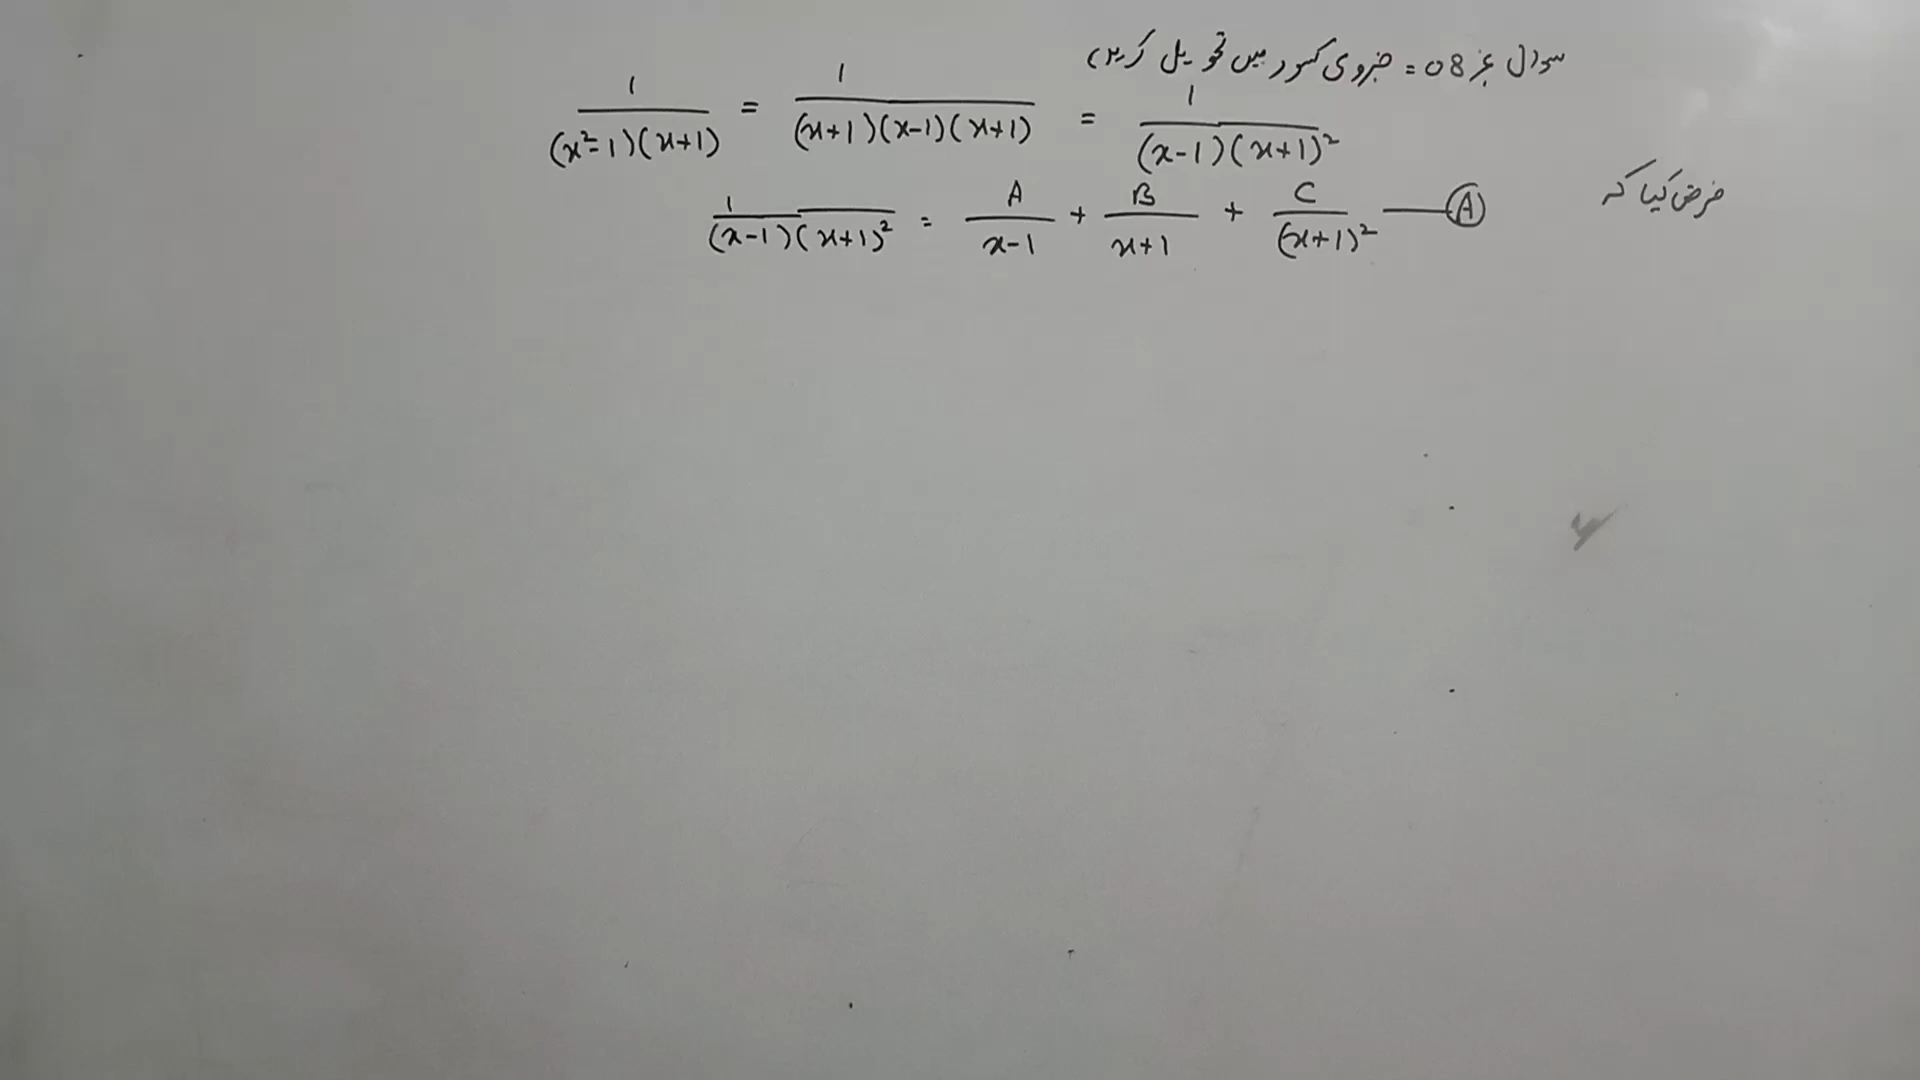 سوال نمبر 08 = جزوی کسور میں تحویل کریں
1/((x²-1)(x+1)) = 1/((x+1)(x-1)(x+1)) = 1/((x-1)(x+1)²)
فرض کیا کہ
1/((x-1)(x+1)²) = A/(x-1) + B/(x+1) + C/(x+1)² — Ⓐ